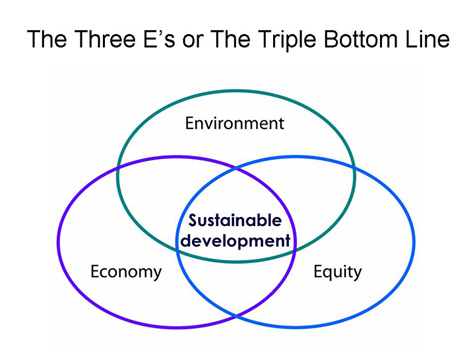 The Three E’s or The Triple Bottom Line
Environment
Sustainable
development
Economy
Equity